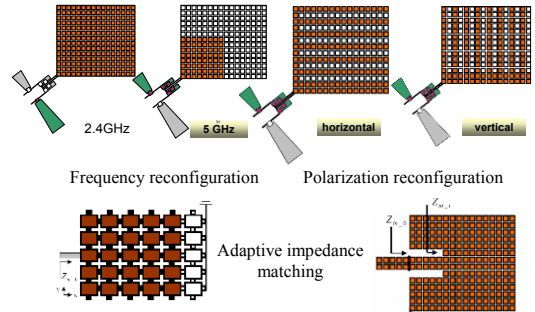 2.4GHz
5 GHz
horizontal
vertical
Frequency reconfiguration
Polarization reconfiguration
Adaptive impedance
matching